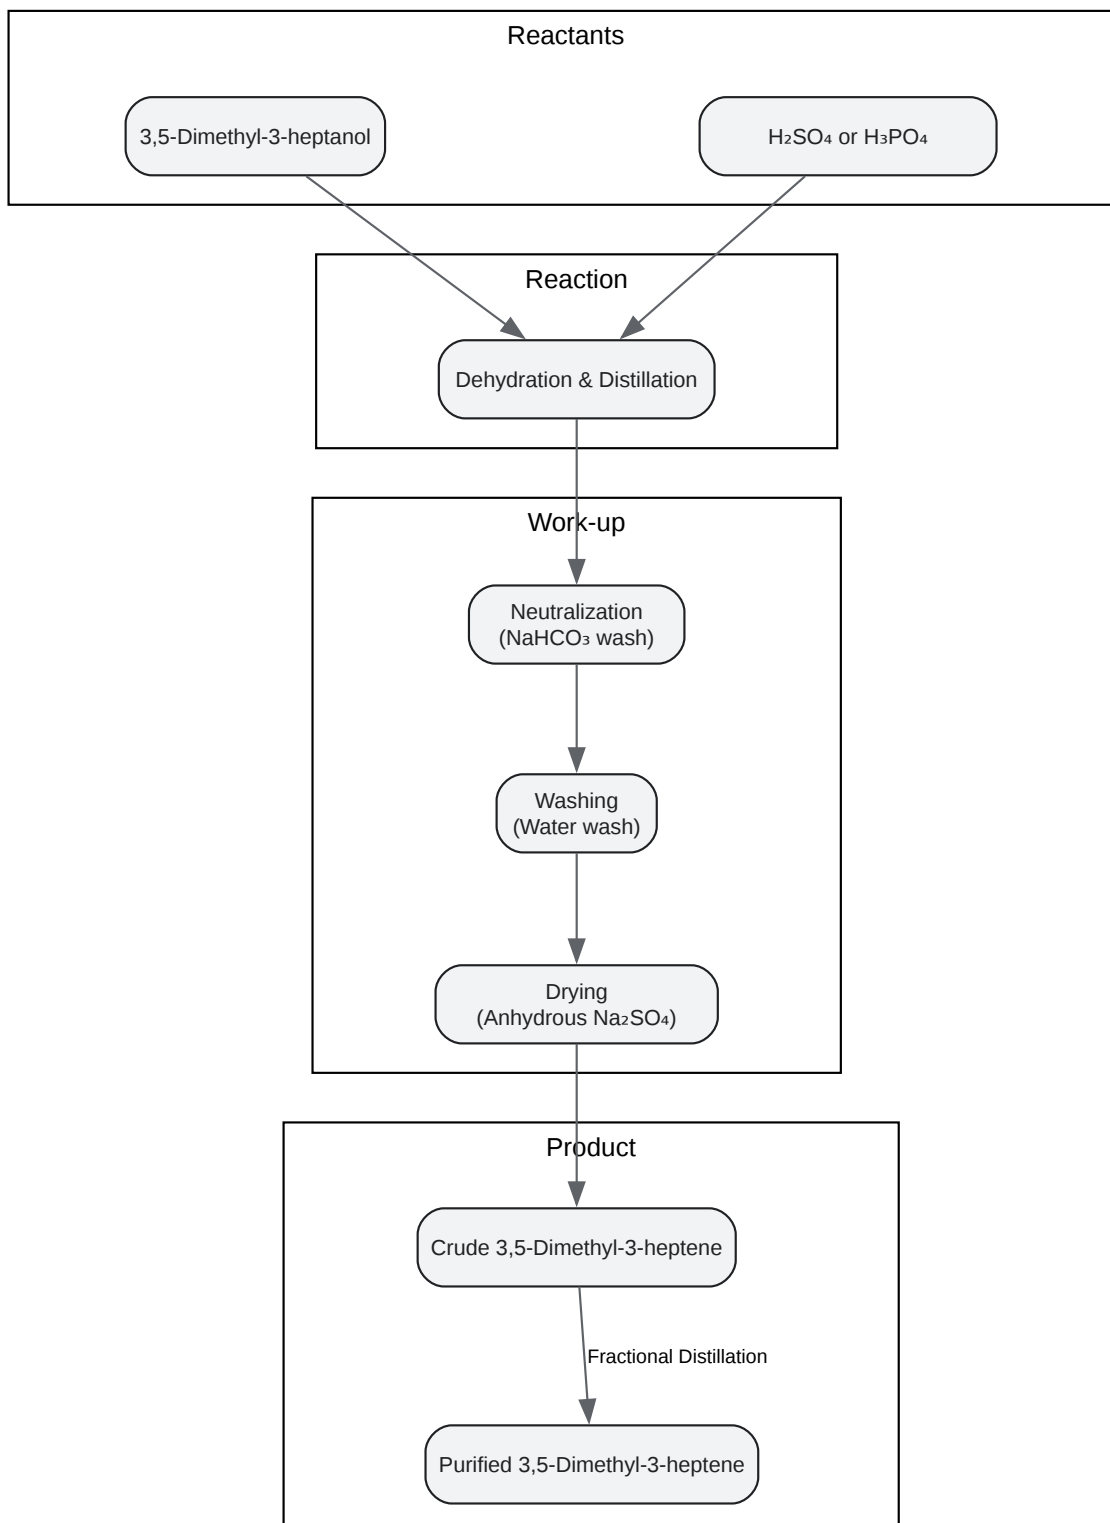 Reactants
3,5-Dimethyl-3-heptanol
H₂SO₄ or H₃PO₄
Reaction
Dehydration & Distillation
Work-up
Neutralization
(NaHCO₃ wash)
Washing
(Water wash)
Drying
(Anhydrous Na₂SO₄)
Product
Crude 3,5-Dimethyl-3-heptene
Fractional Distillation
Purified 3,5-Dimethyl-3-heptene